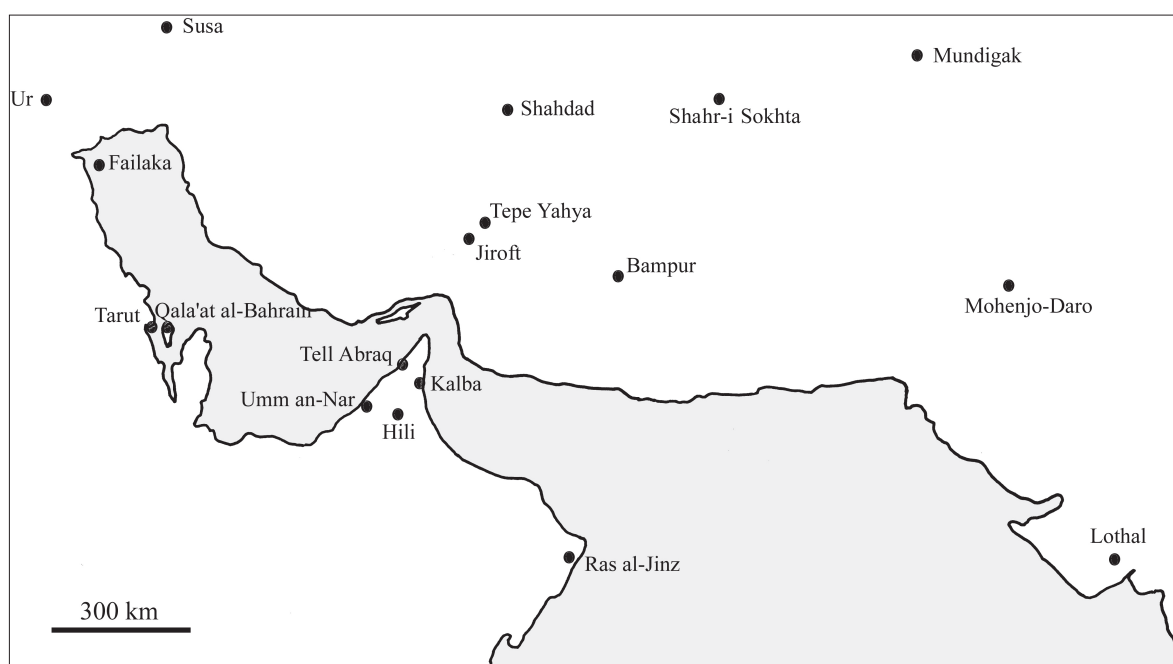 Susa
Mundigak
Ur
Shahdad
Shahr-i Sokhta
Failaka
Tepe Yahya
Jiroft
Bampur
Mohenjo-Daro
Tarut
Qala'at al-Bahrain
Tell Abraq
Kalba
Umm an-Nar
Hili
Lothal
Ras al-Jinz
300 km